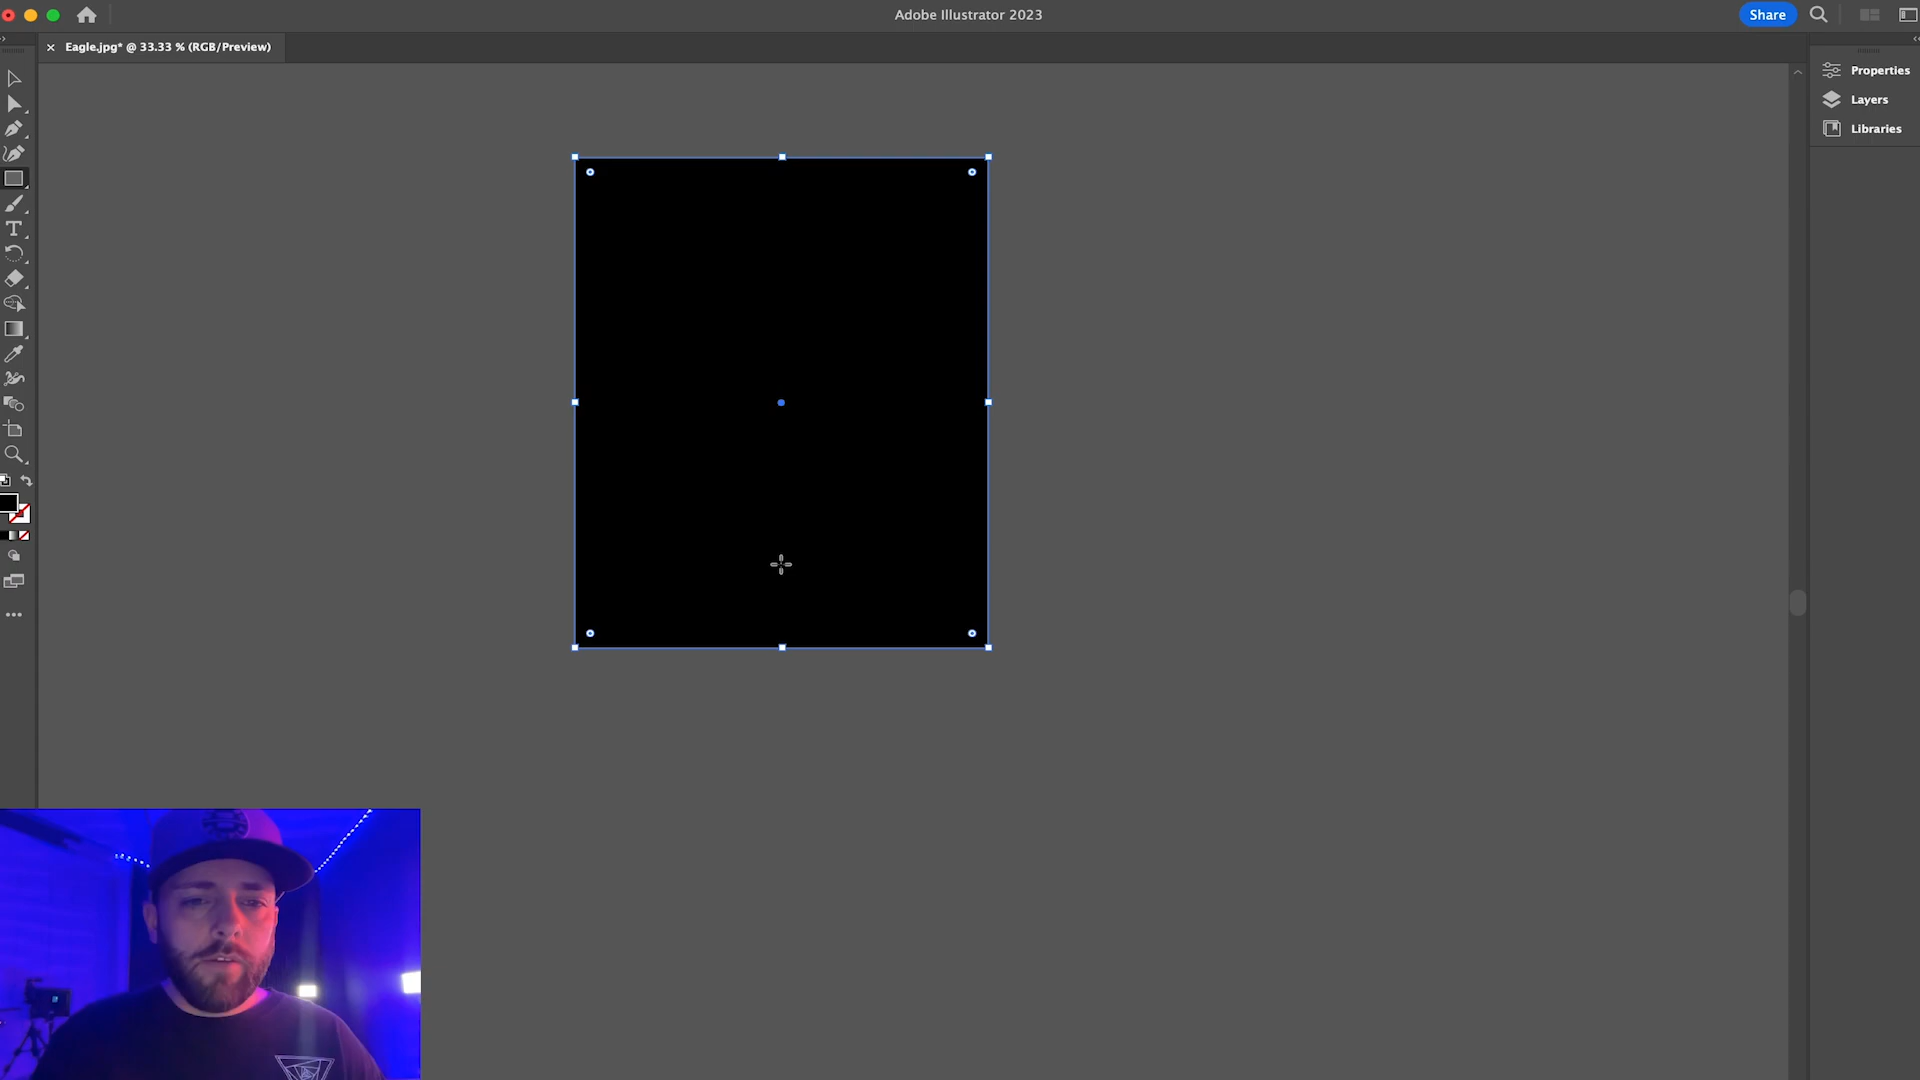 Adobe Illustrator 2023
Share
Eagle.jpg* @ 33.33 % (RGB/Preview)
Properties
Layers
Libraries